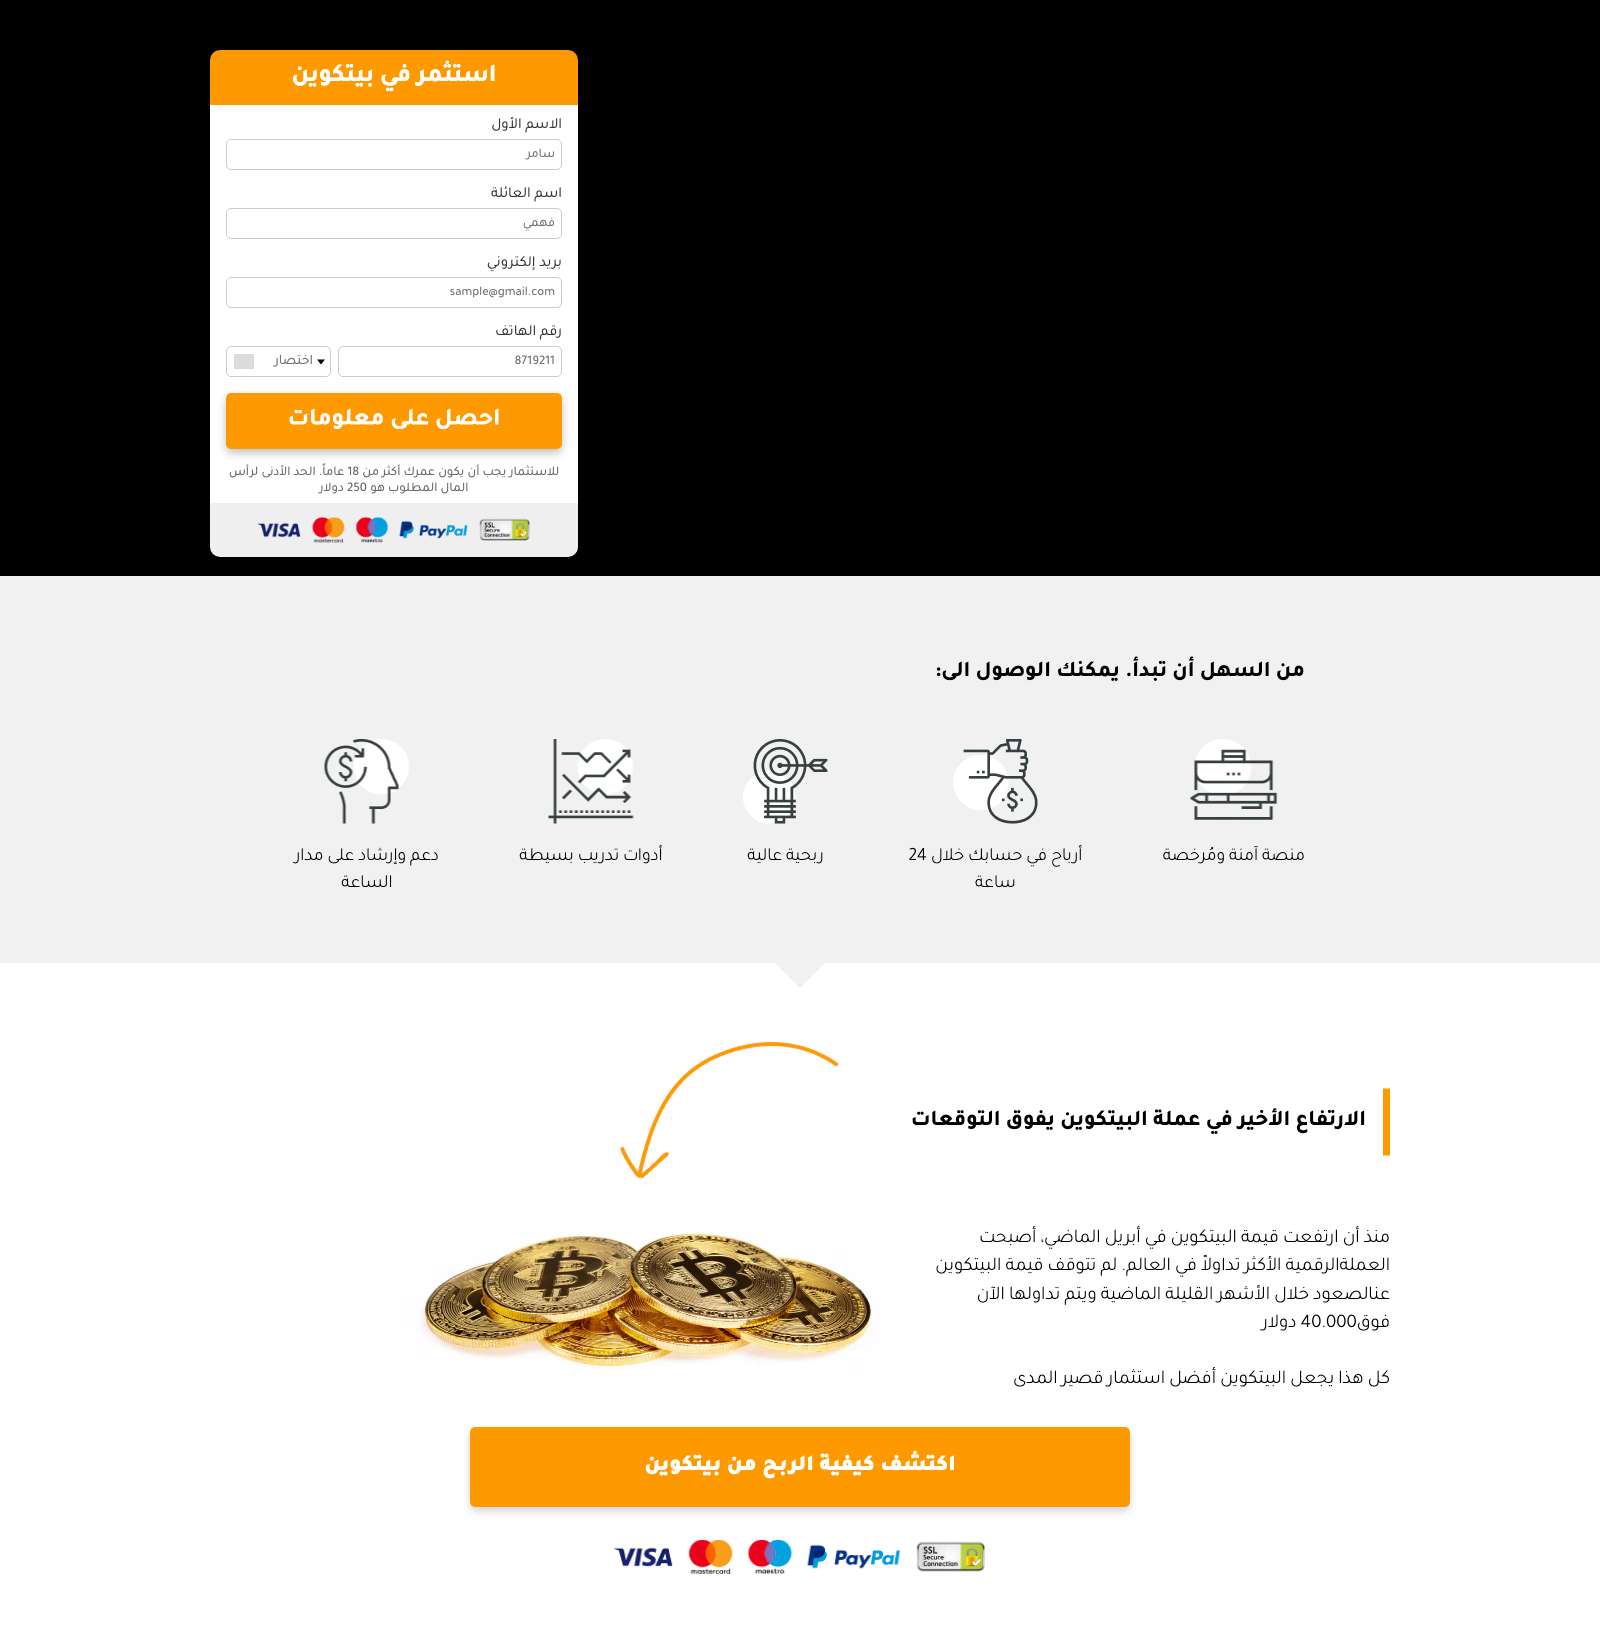 استثمر في بيتكوين
الاسم الأول
سامر
اسم العائلة
فهمي
بريد إلكتروني
sample@gmail.com
رقم الهاتف
8719211
اختصار
احصل على معلومات
للاستثمار يجب أن يكون عمرك أكثر من 18 عاماً. الحد الأدنى لرأس
المال المطلوب هو 250 دولار
VISA mastercard maestro PayPal SSL Secure Connection
من السهل أن تبدأ. يمكنك الوصول الى:
منصة آمنة ومُرخصة
أرباح في حسابك خلال 24
ساعة
ربحية عالية
أدوات تدريب بسيطة
دعم وإرشاد على مدار
الساعة
الارتفاع الأخير في عملة البيتكوين يفوق التوقعات
منذ أن ارتفعت قيمة البيتكوين في أبريل الماضي، أصبحت
العملةالرقمية الأكثر تداولاً في العالم. لم تتوقف قيمة البيتكوين
عنالصعود خلال الأشهر القليلة الماضية ويتم تداولها الآن
فوق40.000 دولار
كل هذا يجعل البيتكوين أفضل استثمار قصير المدى
اكتشف كيفية الربح من بيتكوين
VISA mastercard maestro PayPal SSL Secure Connection